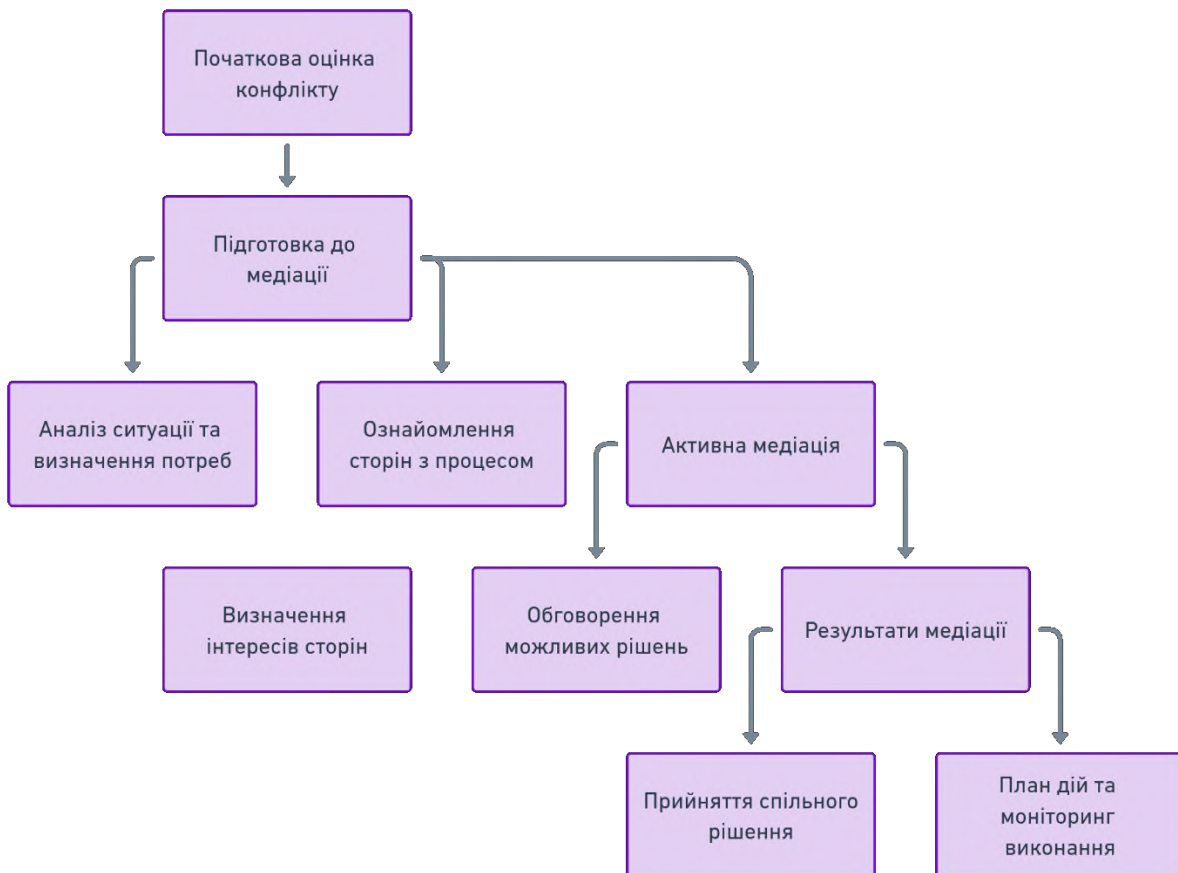 Початкова оцінка
конфлікту
Підготовка до
медіації
Аналіз ситуації та
визначення потреб
Ознайомлення
сторін з процесом
Активна медіація
Визначення
інтересів сторін
Обговорення
можливих рішень
Результати медіації
Прийняття спільного
рішення
План дій та
моніторинг
виконання